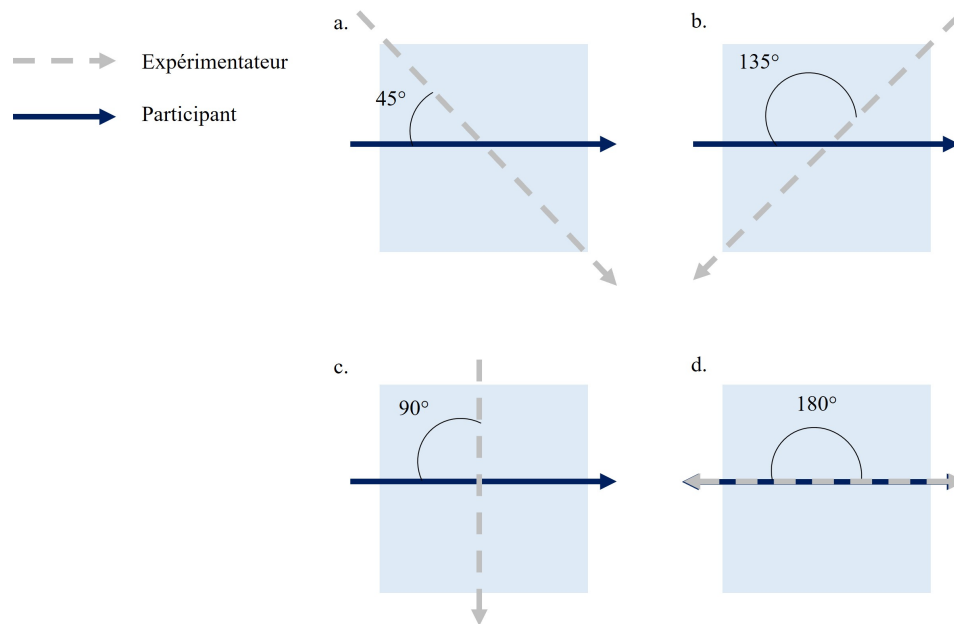 Expérimentateur
Participant
a.
45°
b.
135°
c.
90°
d.
180°